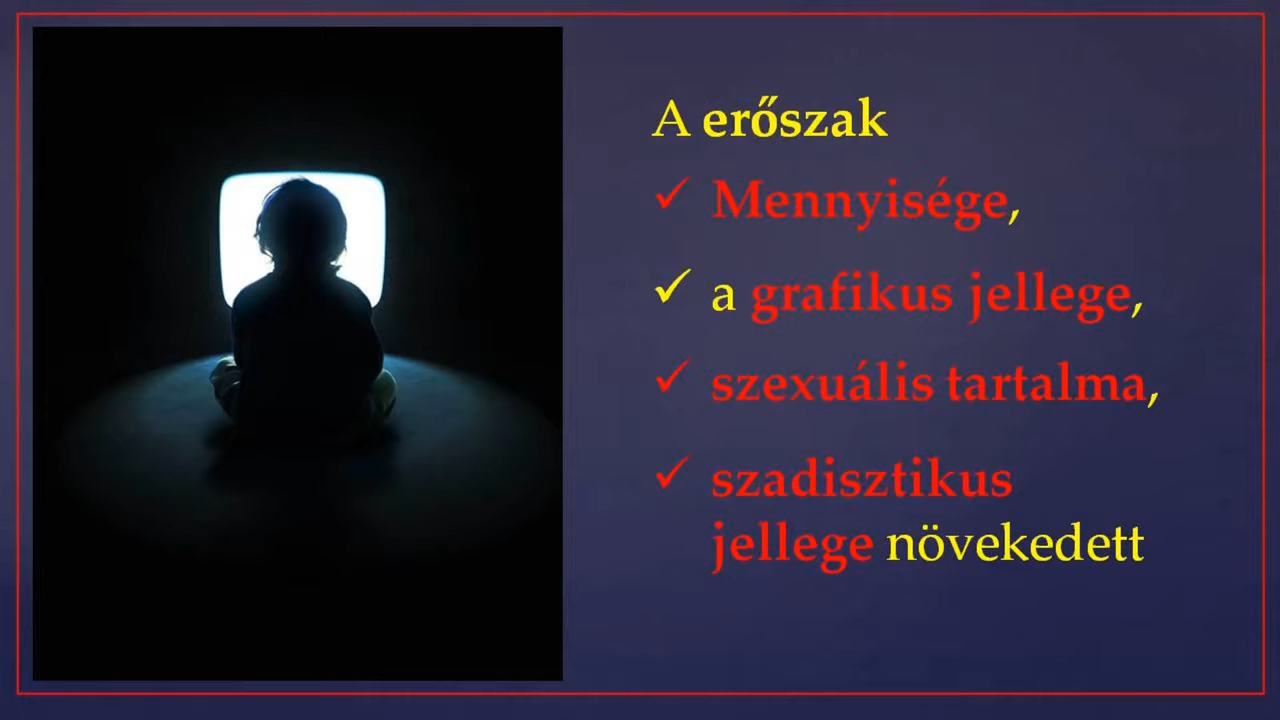 A erőszak
✓ Mennyisége,
✓ a grafikus jellege,
✓ szexuális tartalma,
✓ szadisztikus
jellege növekedett